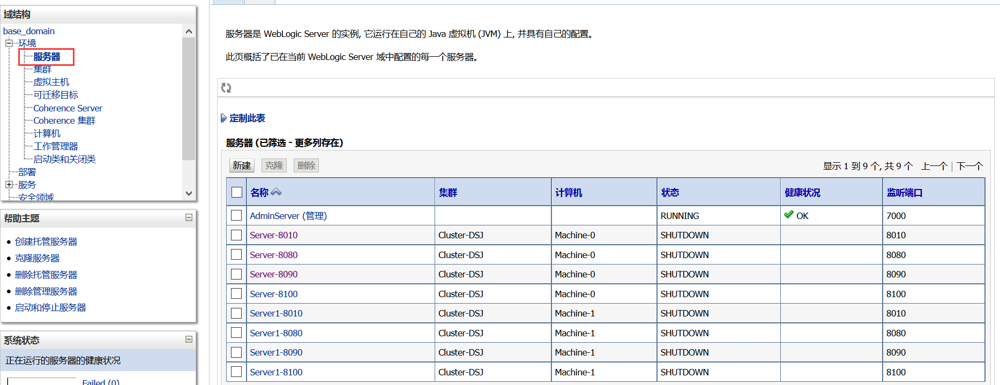 域结构
base_domain
环境
服务器
集群
虚拟主机
可迁移目标
Coherence Server
Coherence 集群
计算机
工作管理器
启动类和关闭类
部署
服务
安全领域
帮助主题
创建托管服务器
克隆服务器
删除托管服务器
删除管理服务器
启动和停止服务器
系统状态
正在运行的服务器的健康状况
Failed (0)
服务器是 WebLogic Server 的实例, 它运行在自己的 Java 虚拟机 (JVM) 上, 并具有自己的配置。
此页概括了已在当前 WebLogic Server 域中配置的每一个服务器。
定制此表
服务器 (已筛选 - 更多列存在)
新建 克隆 删除 显示 1 到 9 个, 共 9 个 上一个 | 下一个
名称 集群 计算机 状态 健康状况 监听端口
AdminServer (管理) RUNNING OK 7000
Server-8010 Cluster-DSJ Machine-0 SHUTDOWN 8010
Server-8080 Cluster-DSJ Machine-0 SHUTDOWN 8080
Server-8090 Cluster-DSJ Machine-0 SHUTDOWN 8090
Server-8100 Cluster-DSJ Machine-0 SHUTDOWN 8100
Server1-8010 Cluster-DSJ Machine-1 SHUTDOWN 8010
Server1-8080 Cluster-DSJ Machine-1 SHUTDOWN 8080
Server1-8090 Cluster-DSJ Machine-1 SHUTDOWN 8090
Server1-8100 Cluster-DSJ Machine-1 SHUTDOWN 8100